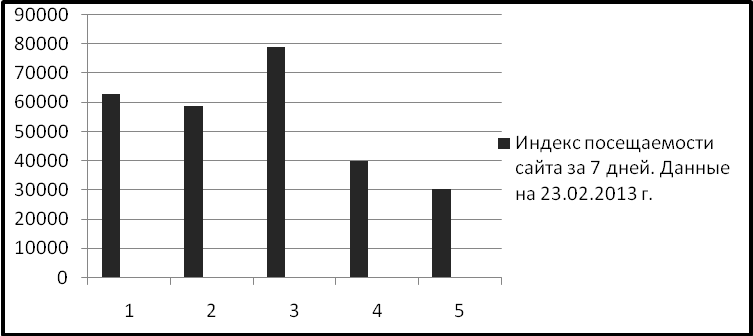 90000
80000
70000
60000
50000
40000
30000
20000
10000
0
1 2 3 4 5
Индекс посещаемости
сайта за 7 дней. Данные
на 23.02.2013 г.